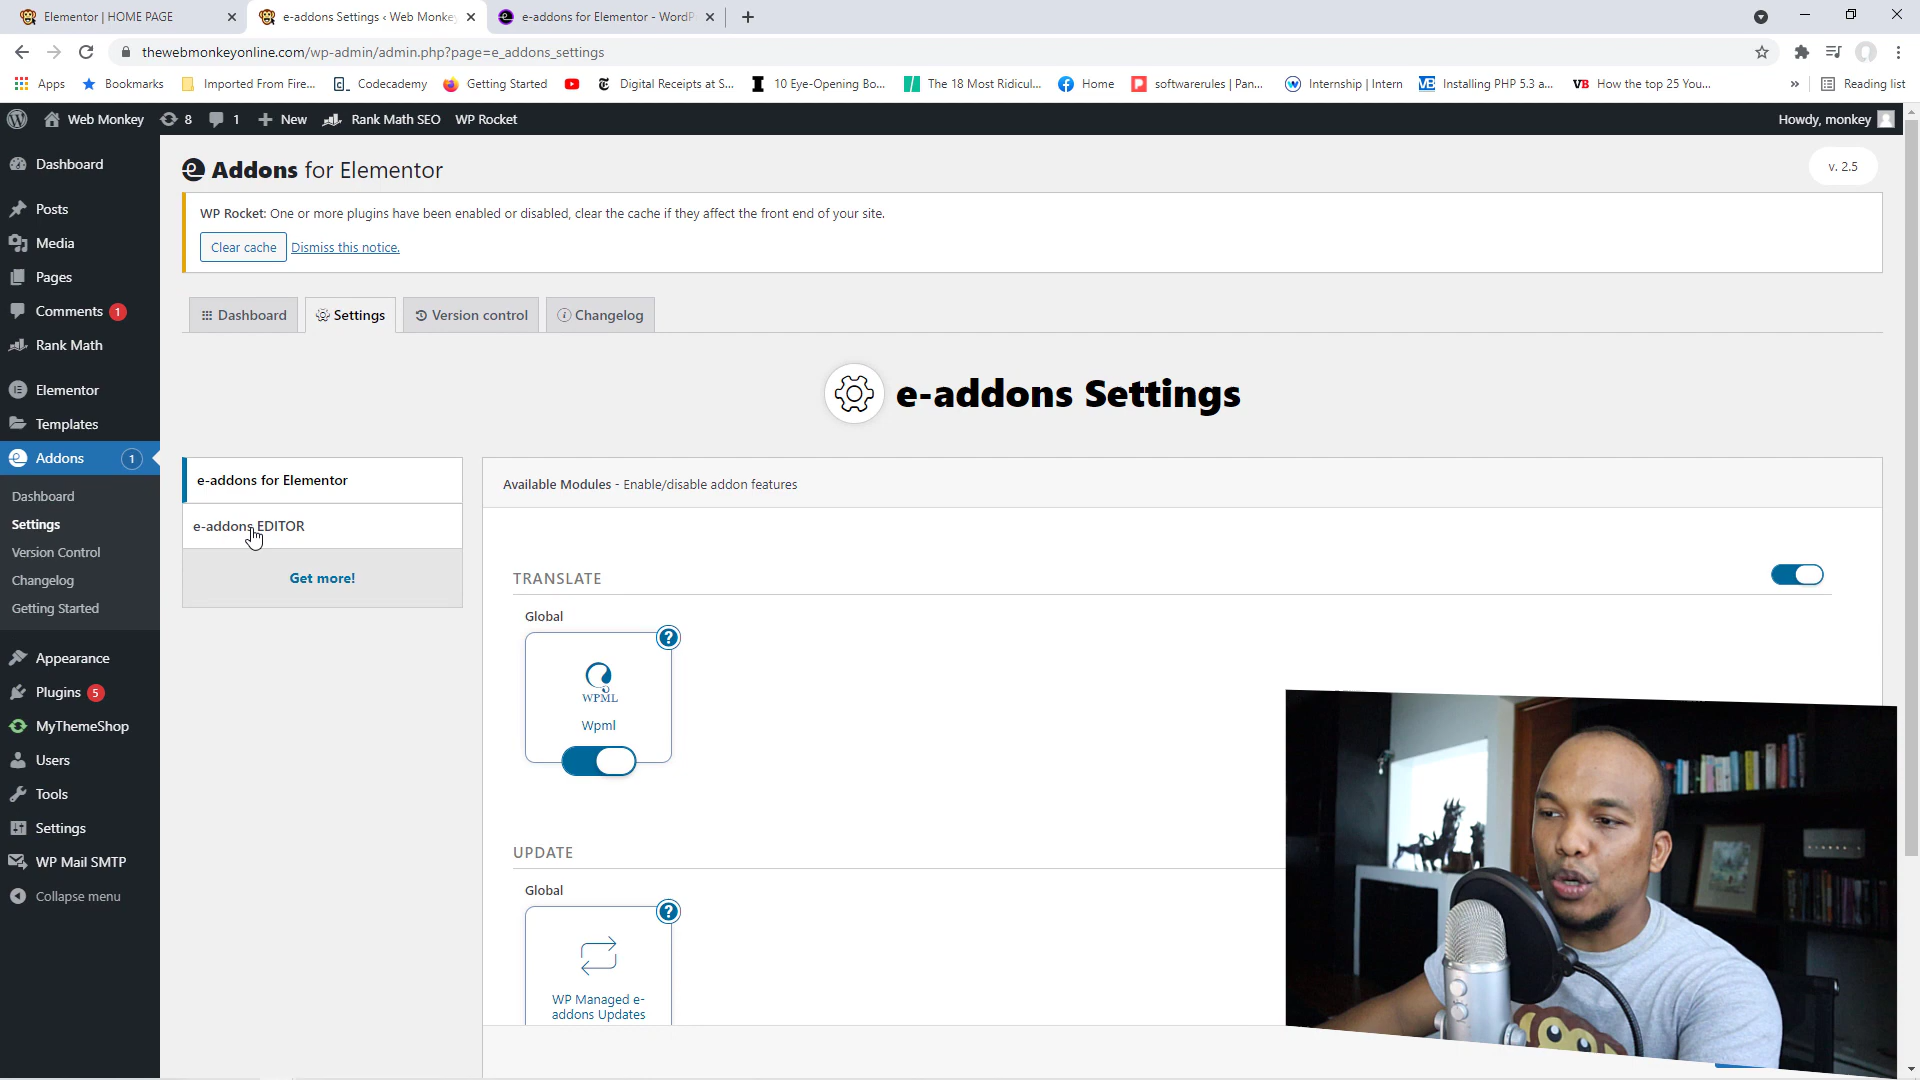 Elementor | HOME PAGE
e-addons Settings ‹ Web Monkey
e-addons for Elementor - WordP
thewebmonkeyonline.com/wp-admin/admin.php?page=e_addons_settings
Apps
Bookmarks
Imported From Fire...
Codecademy
Getting Started
Digital Receipts at S...
10 Eye-Opening Bo...
The 18 Most Ridicul...
Home
softwarerules | Pan...
Internship | Intern
Installing PHP 5.3 a...
VB How the top 25 You...
»
Reading list
Web Monkey
8
1
New
Rank Math SEO
WP Rocket
Howdy, monkey
Dashboard
Posts
Media
Pages
Comments 1
Rank Math
Elementor
Templates
Addons 1
Dashboard
Settings
Version Control
Changelog
Getting Started
Appearance
Plugins 5
MyThemeShop
Users
Tools
Settings
WP Mail SMTP
Collapse menu
Addons for Elementor
v. 2.5
WP Rocket: One or more plugins have been enabled or disabled, clear the cache if they affect the front end of your site.
Clear cache
Dismiss this notice.
Dashboard
Settings
Version control
Changelog
e-addons Settings
e-addons for Elementor
e-addons EDITOR
Get more!
Available Modules - Enable/disable addon features
TRANSLATE
Global
?
WPML
Wpml
UPDATE
Global
?
WP Managed e-
addons Updates